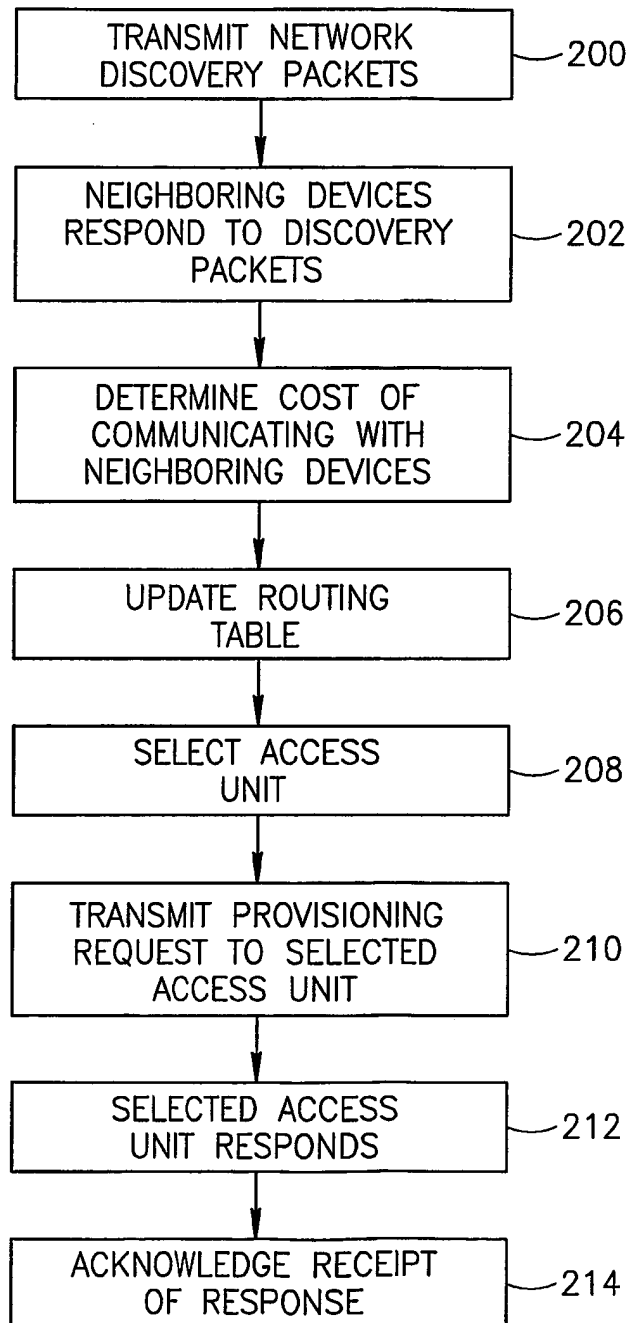 TRANSMIT NETWORK
DISCOVERY PACKETS
200
NEIGHBORING DEVICES
RESPOND TO DISCOVERY
PACKETS
202
DETERMINE COST OF
COMMUNICATING WITH
NEIGHBORING DEVICES
204
UPDATE ROUTING
TABLE
206
SELECT ACCESS
UNIT
208
TRANSMIT PROVISIONING
REQUEST TO SELECTED
ACCESS UNIT
210
SELECTED ACCESS
UNIT RESPONDS
212
ACKNOWLEDGE RECEIPT
OF RESPONSE
214